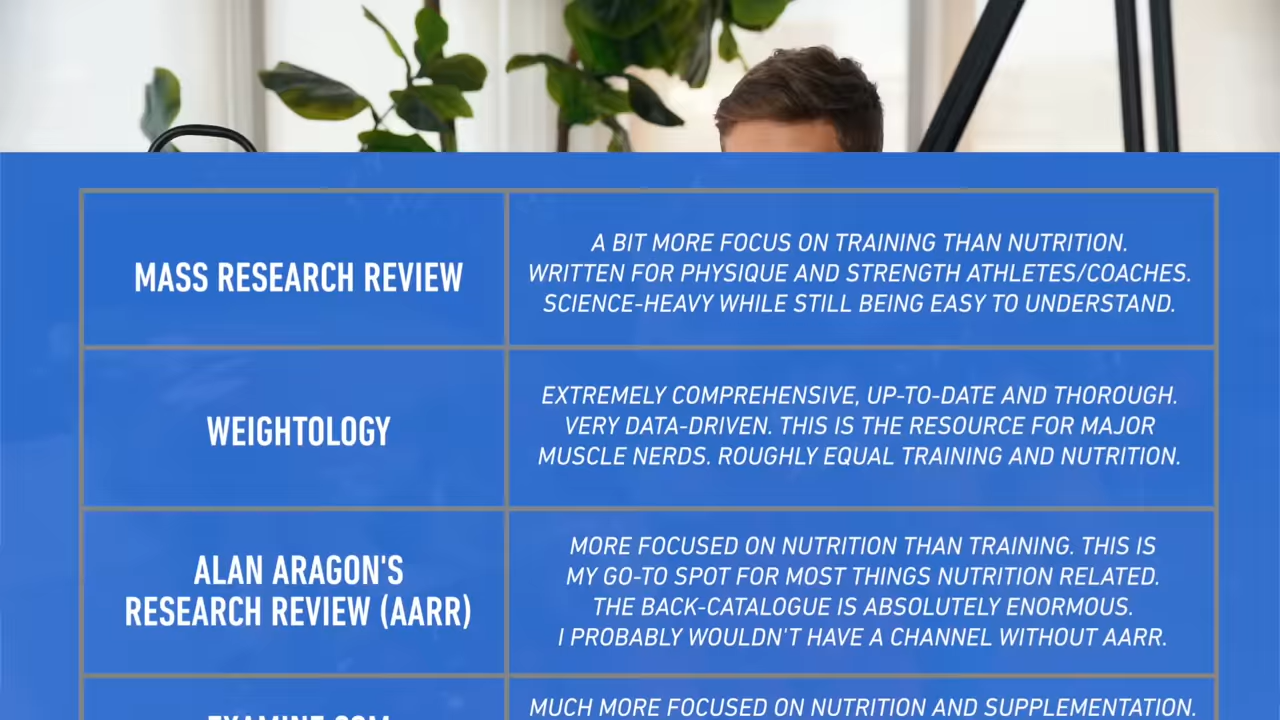 MASS RESEARCH REVIEW
A BIT MORE FOCUS ON TRAINING THAN NUTRITION.
WRITTEN FOR PHYSIQUE AND STRENGTH ATHLETES/COACHES.
SCIENCE-HEAVY WHILE STILL BEING EASY TO UNDERSTAND.
WEIGHTOLOGY
EXTREMELY COMPREHENSIVE, UP-TO-DATE AND THOROUGH.
VERY DATA-DRIVEN. THIS IS THE RESOURCE FOR MAJOR
MUSCLE NERDS. ROUGHLY EQUAL TRAINING AND NUTRITION.
ALAN ARAGON'S
RESEARCH REVIEW (AARR)
MORE FOCUSED ON NUTRITION THAN TRAINING. THIS IS
MY GO-TO SPOT FOR MOST THINGS NUTRITION RELATED.
THE BACK-CATALOGUE IS ABSOLUTELY ENORMOUS.
I PROBABLY WOULDN'T HAVE A CHANNEL WITHOUT AARR.
EXAMINE.COM
MUCH MORE FOCUSED ON NUTRITION AND SUPPLEMENTATION.